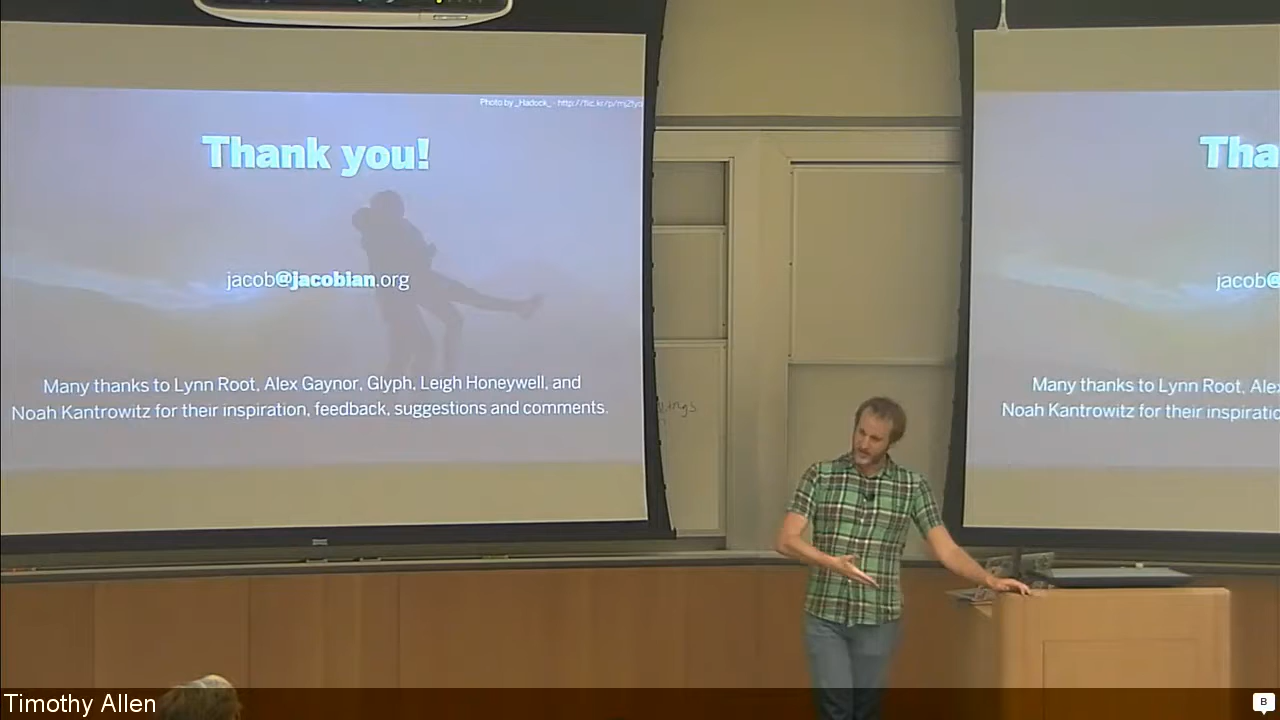 Photo by _Hadock_ - http://flic.kr/p/
Thank you!
jacob@jacobian.org
Many thanks to Lynn Root, Alex Gaynor, Glyph, Leigh Honeywell, and
Noah Kantrowitz for their inspiration, feedback, suggestions and comments.
Tha
jacob@
Many thanks to Lynn Root, Ale
Noah Kantrowitz for their inspiratio
Timothy Allen
B